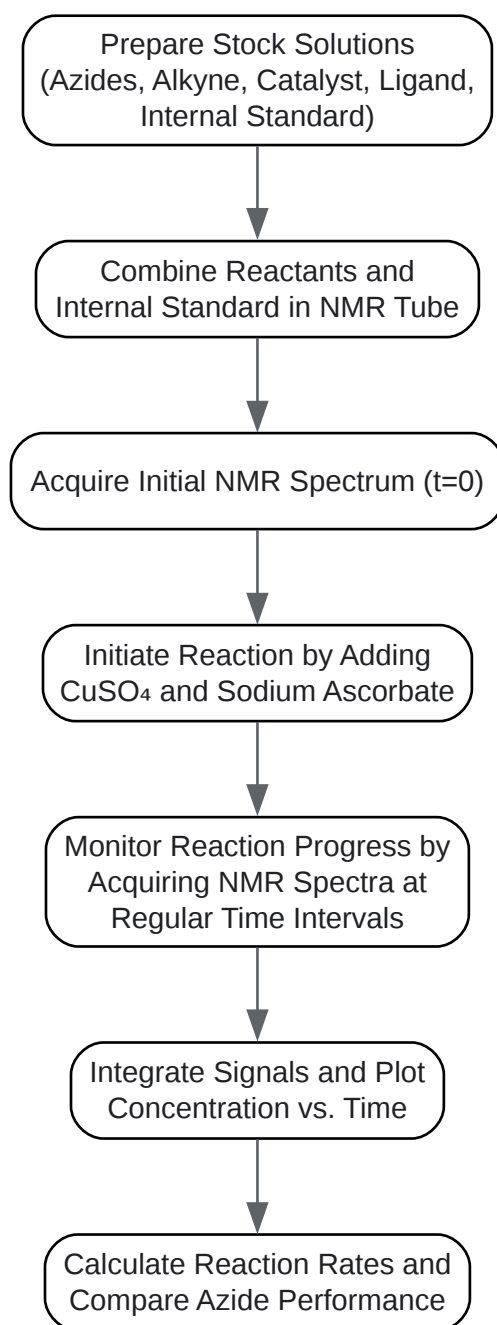 Prepare Stock Solutions
(Azides, Alkyne, Catalyst, Ligand,
Internal Standard)
Combine Reactants and
Internal Standard in NMR Tube
Acquire Initial NMR Spectrum (t=0)
Initiate Reaction by Adding
CuSO₄ and Sodium Ascorbate
Monitor Reaction Progress by
Acquiring NMR Spectra at
Regular Time Intervals
Integrate Signals and Plot
Concentration vs. Time
Calculate Reaction Rates and
Compare Azide Performance